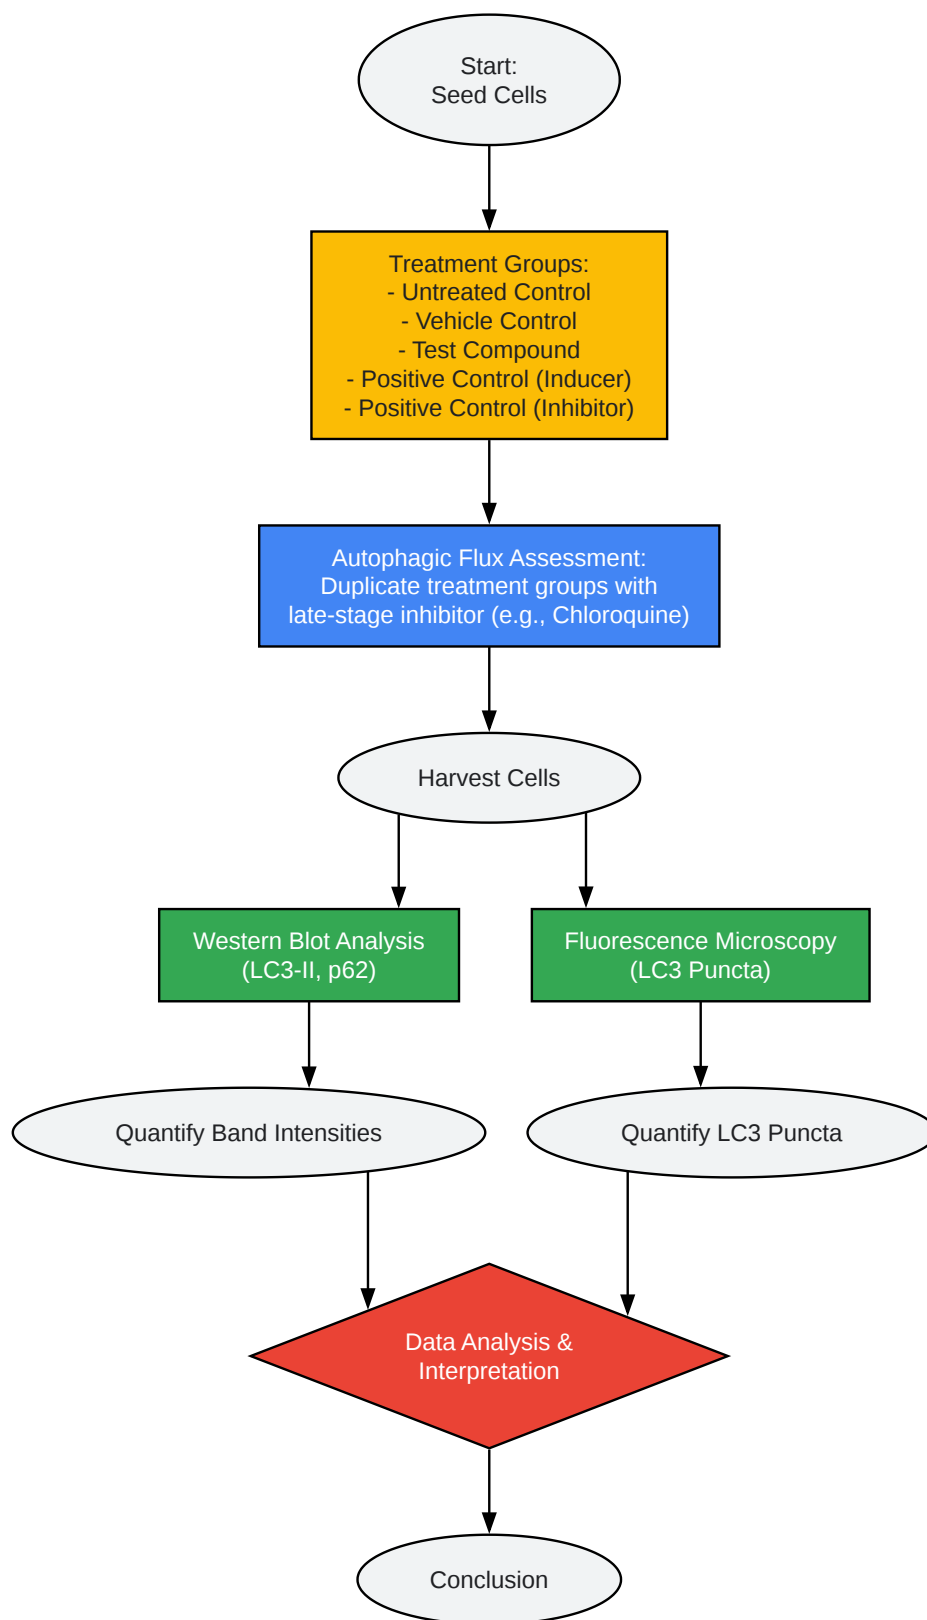 Start:
Seed Cells
Treatment Groups:
- Untreated Control
- Vehicle Control
- Test Compound
- Positive Control (Inducer)
- Positive Control (Inhibitor)
Autophagic Flux Assessment:
Duplicate treatment groups with
late-stage inhibitor (e.g., Chloroquine)
Harvest Cells
Western Blot Analysis
(LC3-II, p62)
Fluorescence Microscopy
(LC3 Puncta)
Quantify Band Intensities
Quantify LC3 Puncta
Data Analysis &
Interpretation
Conclusion